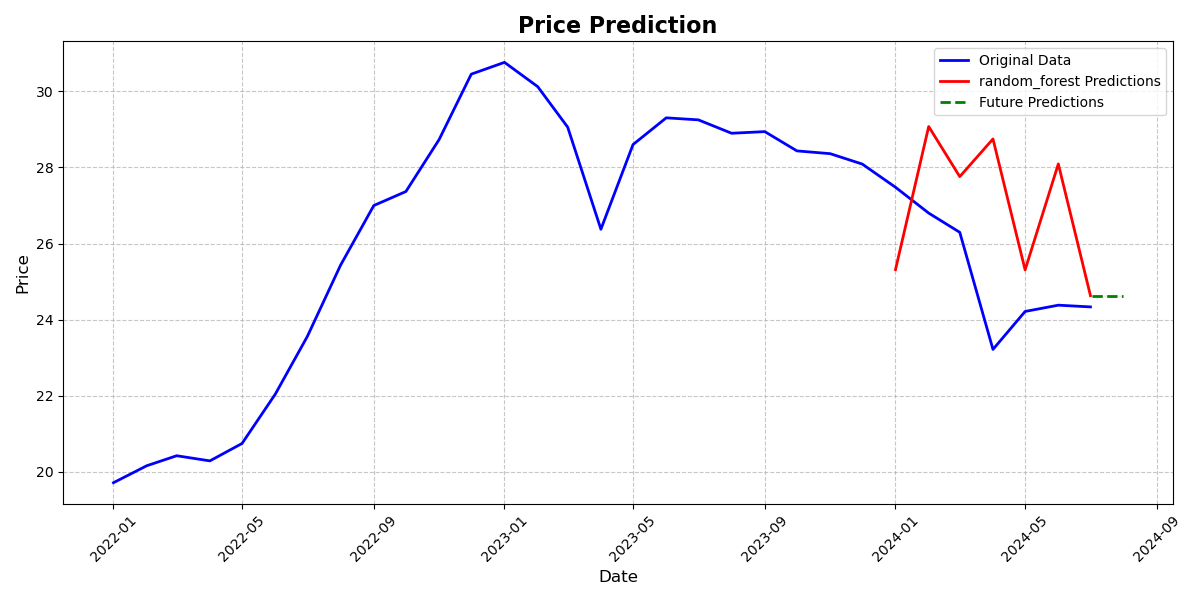 Price Prediction
Original Data
random_forest Predictions
Future Predictions
Price
30
28
26
24
22
20
2022-01
2022-05
2022-09
2023-01
2023-05
2023-09
2024-01
2024-05
2024-09
Date